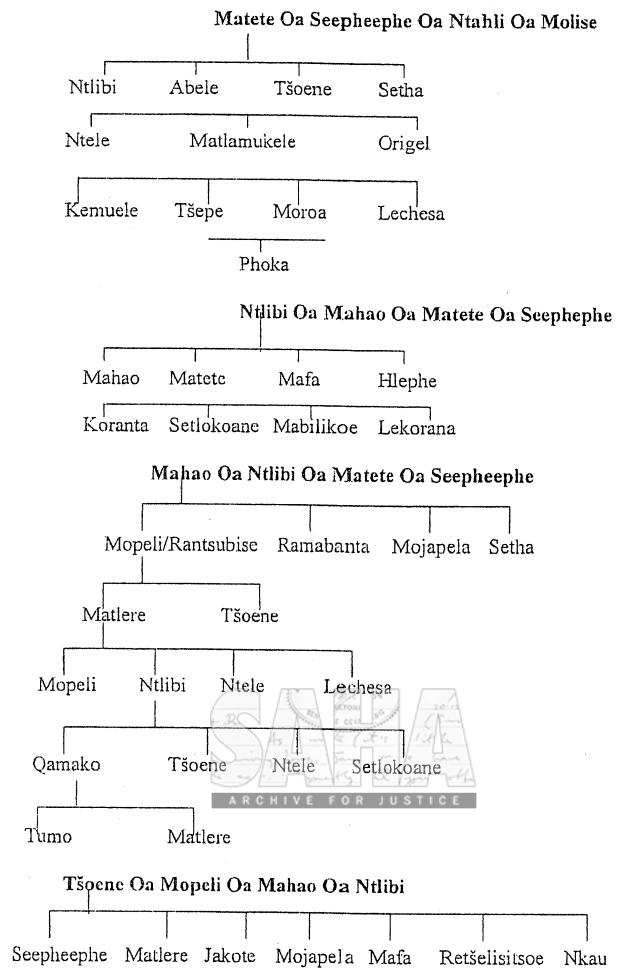 Matete Oa Seepheephe Oa Ntahli Oa Molise
Ntlibi Abele Tšoene Setha
Ntele Matlamukele Origel
Kemuele Tšepe Moroa Lechesa
Phoka
Ntlibi Oa Mahao Oa Matete Oa Seephephe
Mahao Matete Mafa Hlephe
Koranta Setlokoane Mabilikoe Lekorana
Mahao Oa Ntlibi Oa Matete Oa Seepheephe
Mopeli/Rantsubise Ramabanta Mojapela Setha
Matlere Tšoene
Mopeli Ntlibi Ntele Lechesa
Qamako Tšoene Ntele Setlokoane
SAHA
ARCHIVE FOR JUSTICE
Tumo Matlere
Tšoene Oa Mopeli Oa Mahao Oa Ntlibi
Seepheephe Matlere Jakote Mojapela Mafa Retšelisitsoe Nkau